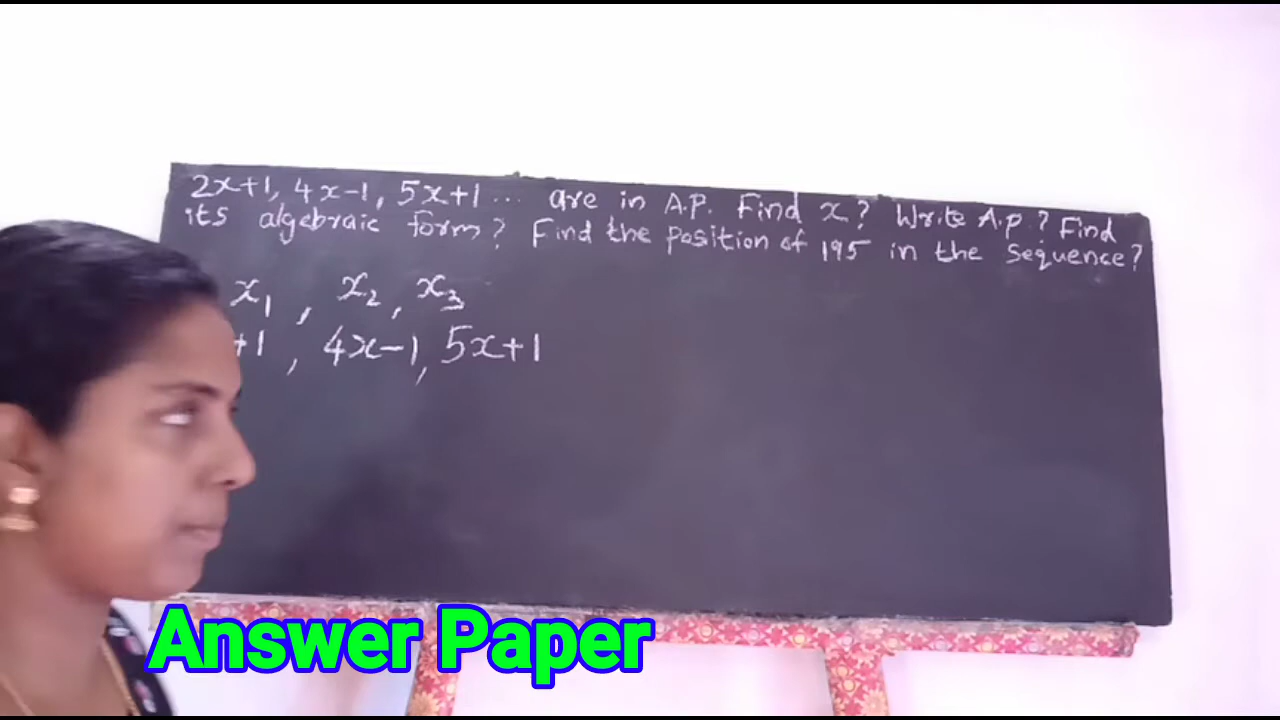 2x+1, 4x-1, 5x+1 ... are in A.P. Find x? Write A.p.? Find
its algebraic form? Find the position of 195 in the sequence?
x₁, x₂, x₃
+1, 4x-1, 5x+1
Answer Paper